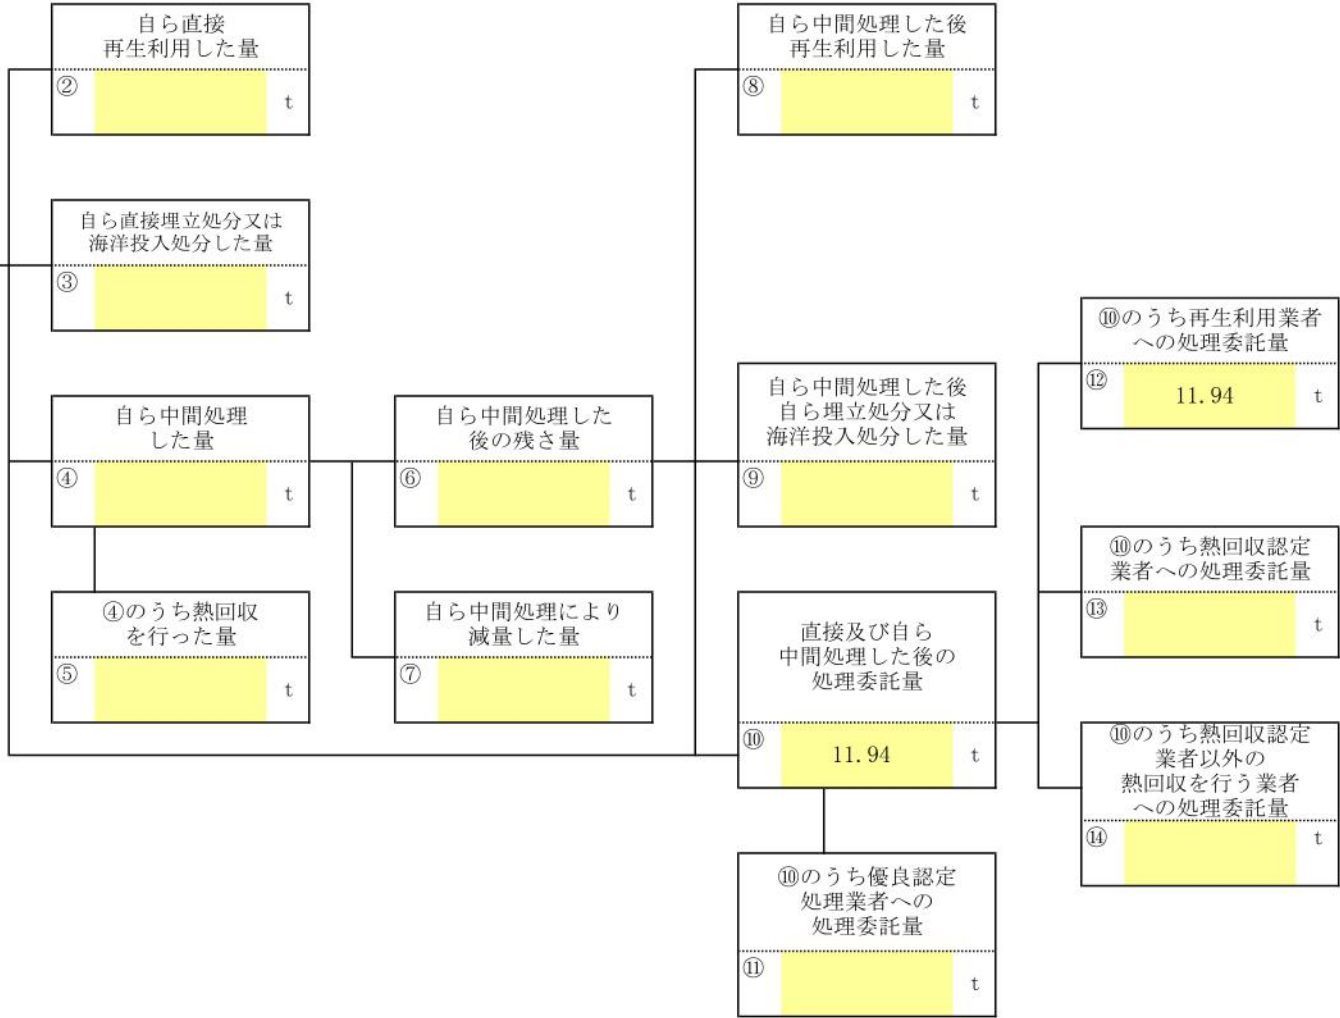 自ら直接
再生利用した量
②
t
自ら中間処理した後
再生利用した量
⑧
t
自ら直接埋立処分又は
海洋投入処分した量
③
t
⑩のうち再生利用業者
への処理委託量
⑫
11.94
t
自ら中間処理
した量
④
t
自ら中間処理した
後の残さ量
⑥
t
自ら中間処理した後
自ら埋立処分又は
海洋投入処分した量
⑨
t
⑩のうち熱回収認定
業者への処理委託量
⑬
t
④のうち熱回収
を行った量
⑤
t
自ら中間処理により
減量した量
⑦
t
直接及び自ら
中間処理した後の
処理委託量
⑩
11.94
t
⑩のうち熱回収認定
業者以外の
熱回収を行う業者
への処理委託量
⑭
t
⑩のうち優良認定
処理業者への
処理委託量
⑪
t